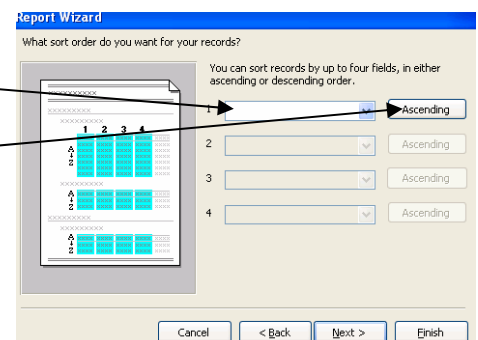 Report Wizard
What sort order do you want for your records?
You can sort records by up to four fields, in either
ascending or descending order.
1 Ascending
2 Ascending
3 Ascending
4 Ascending
1 2 3 4
A
Z
A
Z
A
Z
Cancel < Back Next > Finish